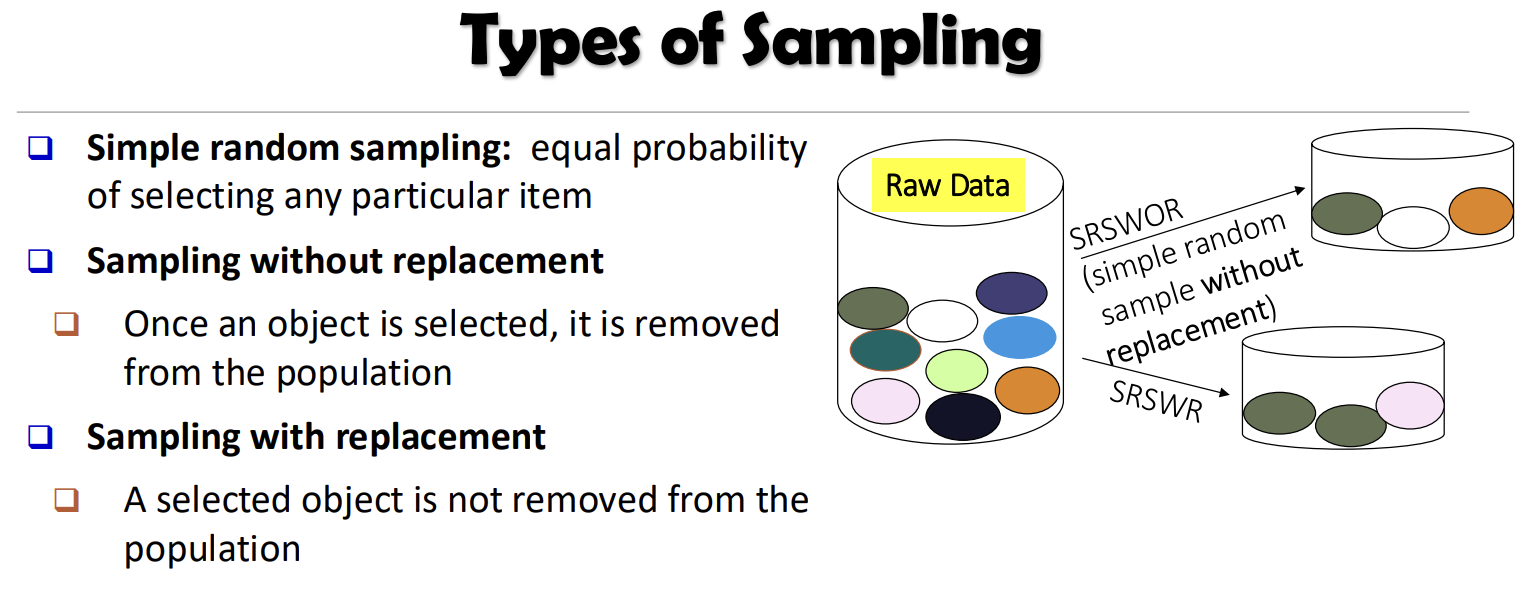 Types of Sampling
❑ Simple random sampling: equal probability
of selecting any particular item
❑ Sampling without replacement
❑ Once an object is selected, it is removed
from the population
❑ Sampling with replacement
❑ A selected object is not removed from the
population
Raw Data
SRSWOR
(simple random
sample without
replacement)
SRSWR